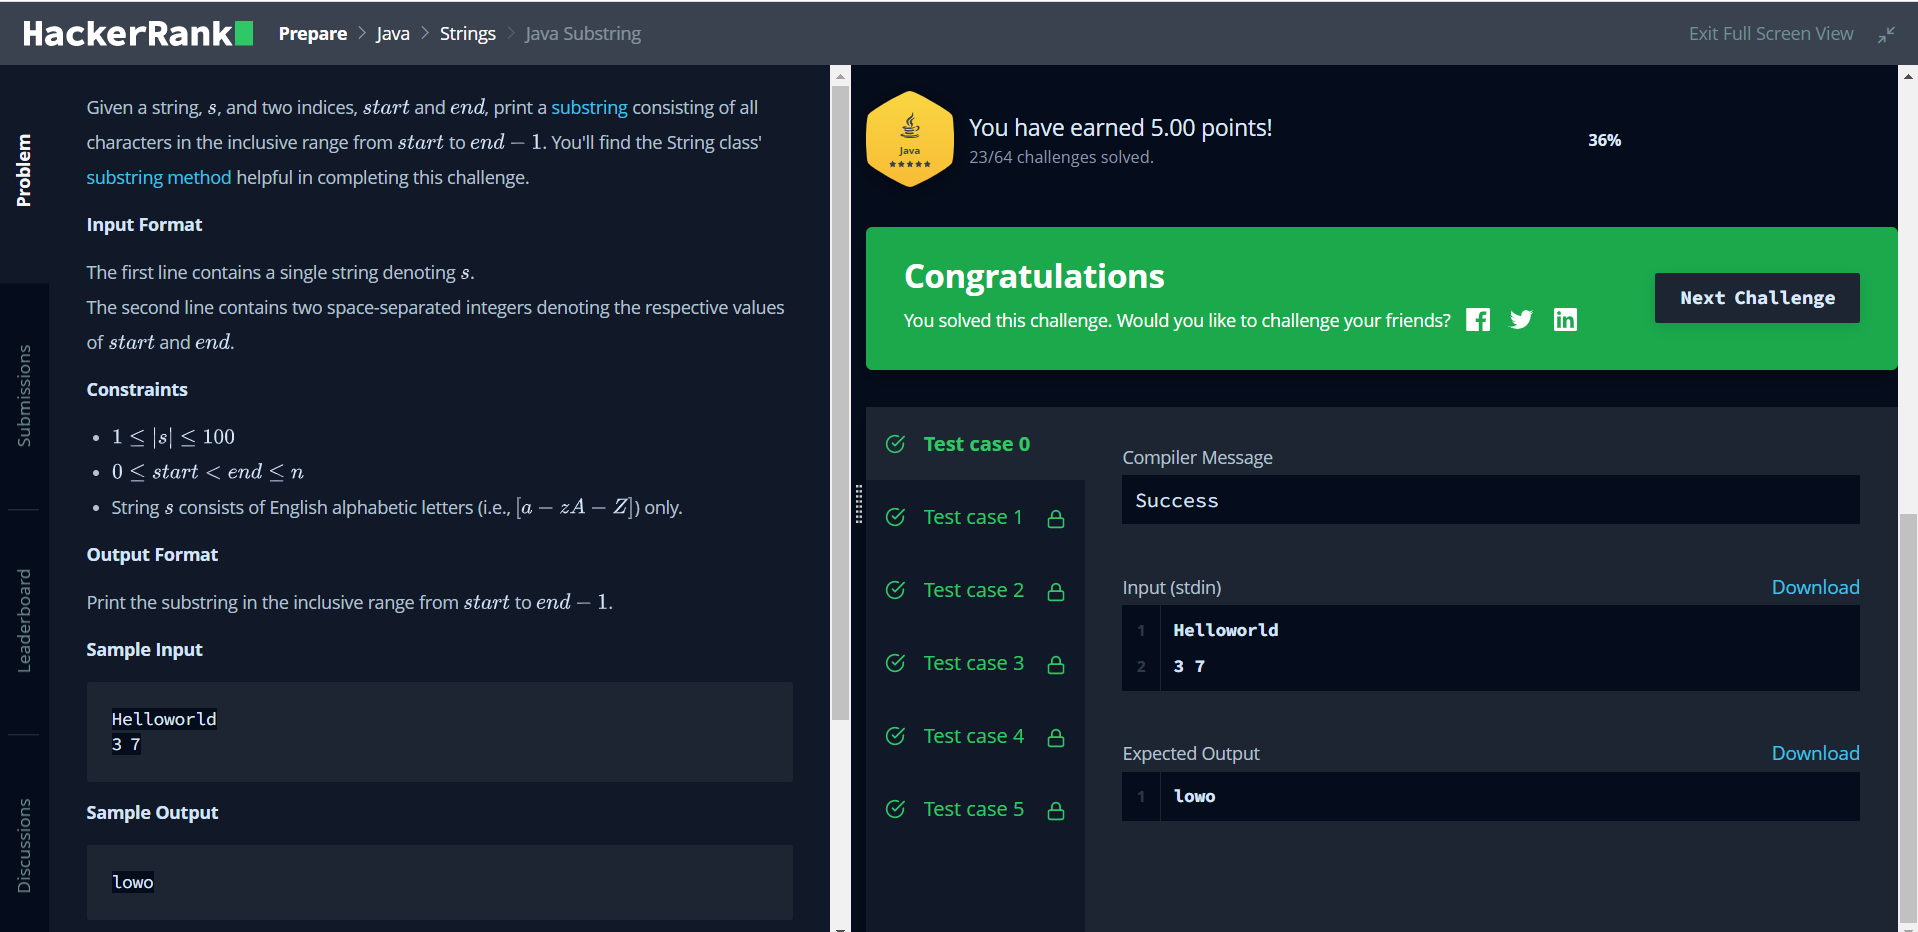 HackerRank
Prepare > Java > Strings > Java Substring
Exit Full Screen View
Problem
Submissions
Leaderboard
Discussions
Given a string, s, and two indices, start and end, print a substring consisting of all
characters in the inclusive range from start to end − 1. You'll find the String class'
substring method helpful in completing this challenge.
Input Format
The first line contains a single string denoting s.
The second line contains two space-separated integers denoting the respective values
of start and end.
Constraints
• 1 ≤ |s| ≤ 100
• 0 ≤ start < end ≤ n
• String s consists of English alphabetic letters (i.e., [a − zA − Z]) only.
Output Format
Print the substring in the inclusive range from start to end − 1.
Sample Input
Helloworld
3 7
Sample Output
lowo
Java
You have earned 5.00 points!
23/64 challenges solved.
36%
Congratulations
You solved this challenge. Would you like to challenge your friends?
Next Challenge
Test case 0
Test case 1
Test case 2
Test case 3
Test case 4
Test case 5
Compiler Message
Success
Input (stdin)
Download
1 Helloworld
2 3 7
Expected Output
Download
1 lowo